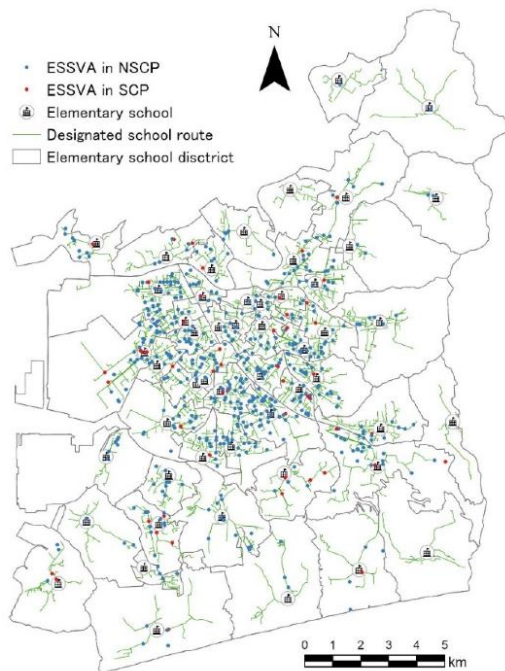 N
ESSVA in NSCP
ESSVA in SCP
Elementary school
Designated school route
Elementary school disctrict
0 1 2 3 4 5
km